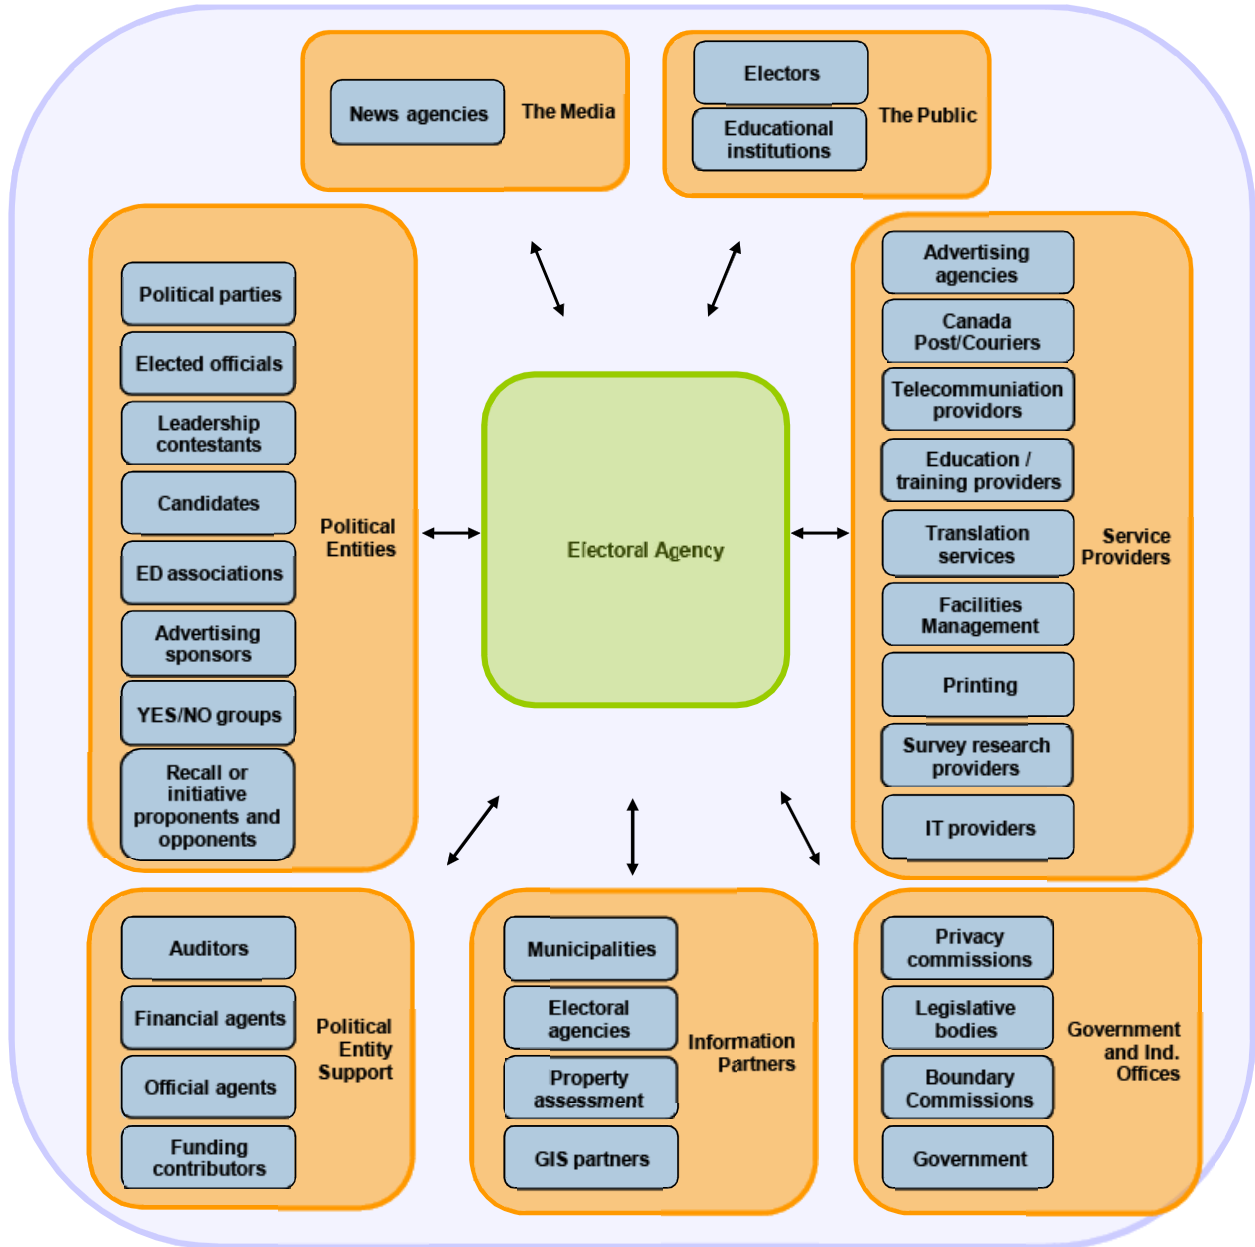 News agencies
The Media
Electors
Educational
institutions
The Public
Political parties
Elected officials
Leadership
contestants
Candidates
ED associations
Advertising
sponsors
YES/NO groups
Recall or
initiative
proponents and
opponents
Political
Entities
Electoral Agency
Advertising
agencies
Canada
Post/Couriers
Telecommuniation
providors
Education /
training providers
Translation
services
Facilities
Management
Printing
Survey research
providers
IT providers
Service
Providers
Auditors
Financial agents
Official agents
Funding
contributors
Political
Entity
Support
Municipalities
Electoral
agencies
Property
assessment
GIS partners
Information
Partners
Privacy
commissions
Legislative
bodies
Boundary
Commissions
Government
Government
and Ind.
Offices